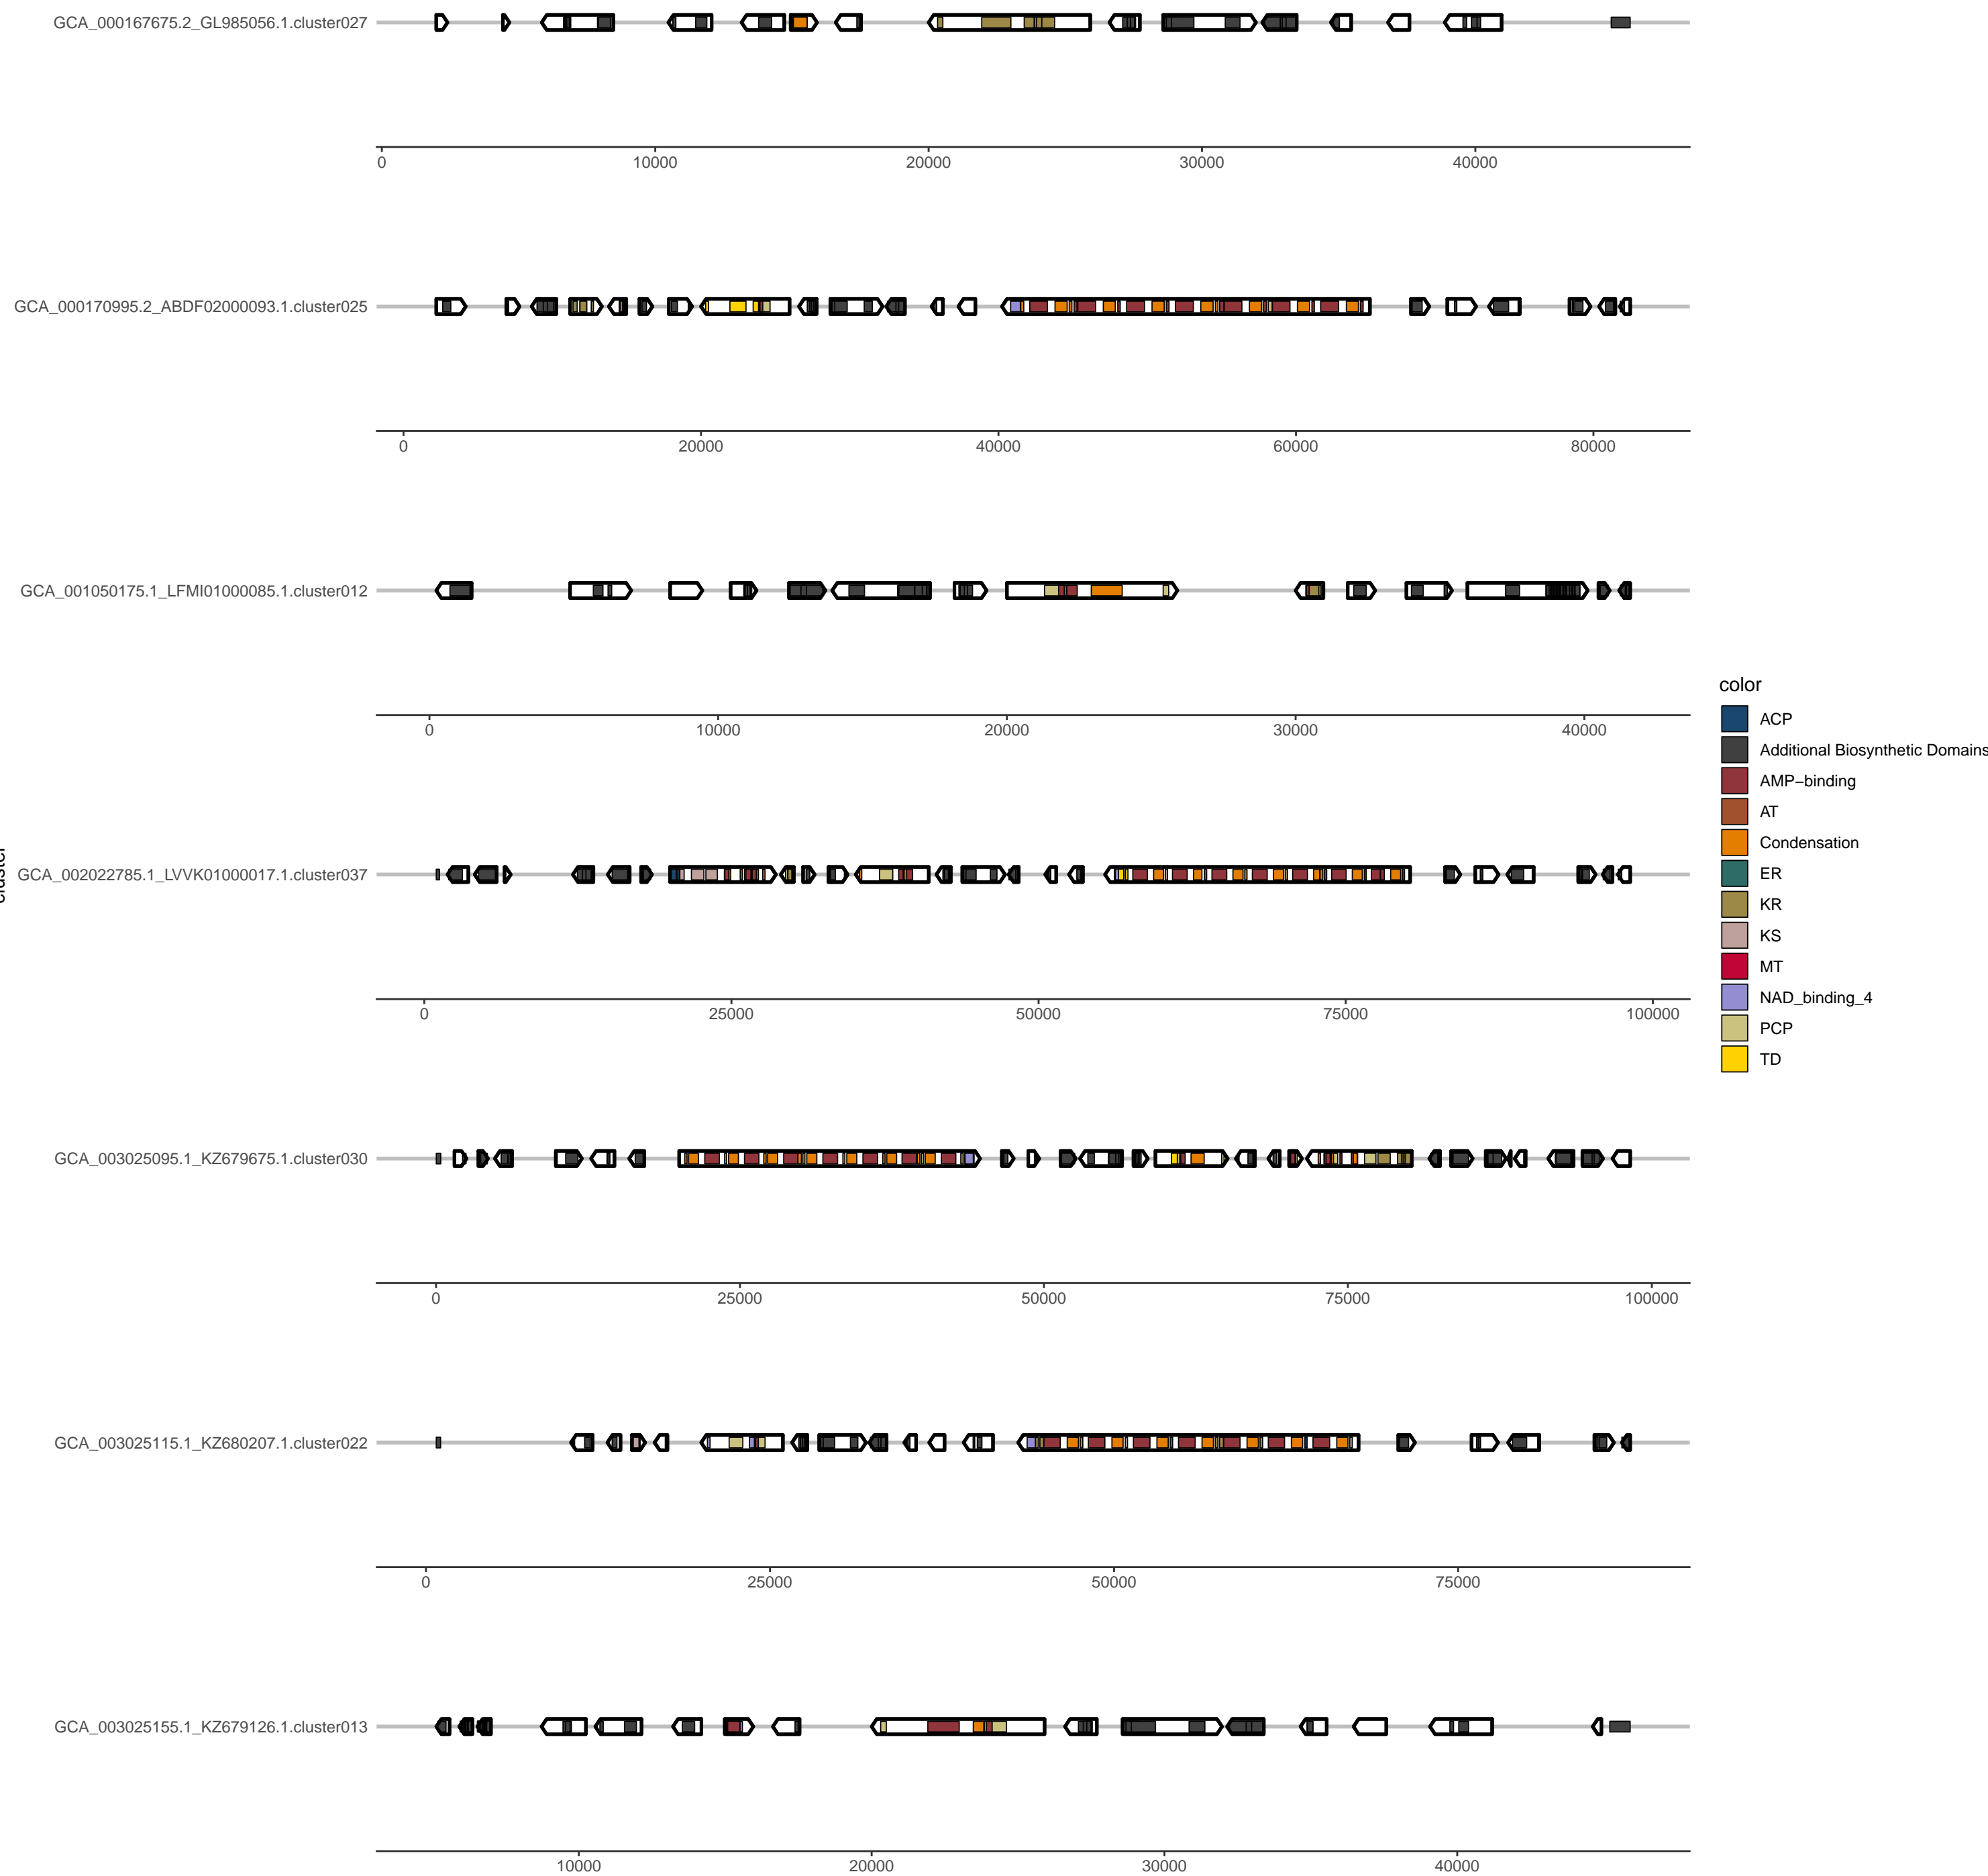 GCA_000167675.2_GL985056.1.cluster027
0 10000 20000 30000 40000
GCA_000170995.2_ABDF02000093.1.cluster025
0 20000 40000 60000 80000
GCA_001050175.1_LFMI01000085.1.cluster012
0 10000 20000 30000 40000
GCA_002022785.1_LVVK01000017.1.cluster037
0 25000 50000 75000 100000
GCA_003025095.1_KZ679675.1.cluster030
0 25000 50000 75000 100000
GCA_003025115.1_KZ680207.1.cluster022
0 25000 50000 75000
GCA_003025155.1_KZ679126.1.cluster013
10000 20000 30000 40000
cluster
color
ACP
Additional Biosynthetic Domains
AMP−binding
AT
Condensation
ER
KR
KS
MT
NAD_binding_4
PCP
TD